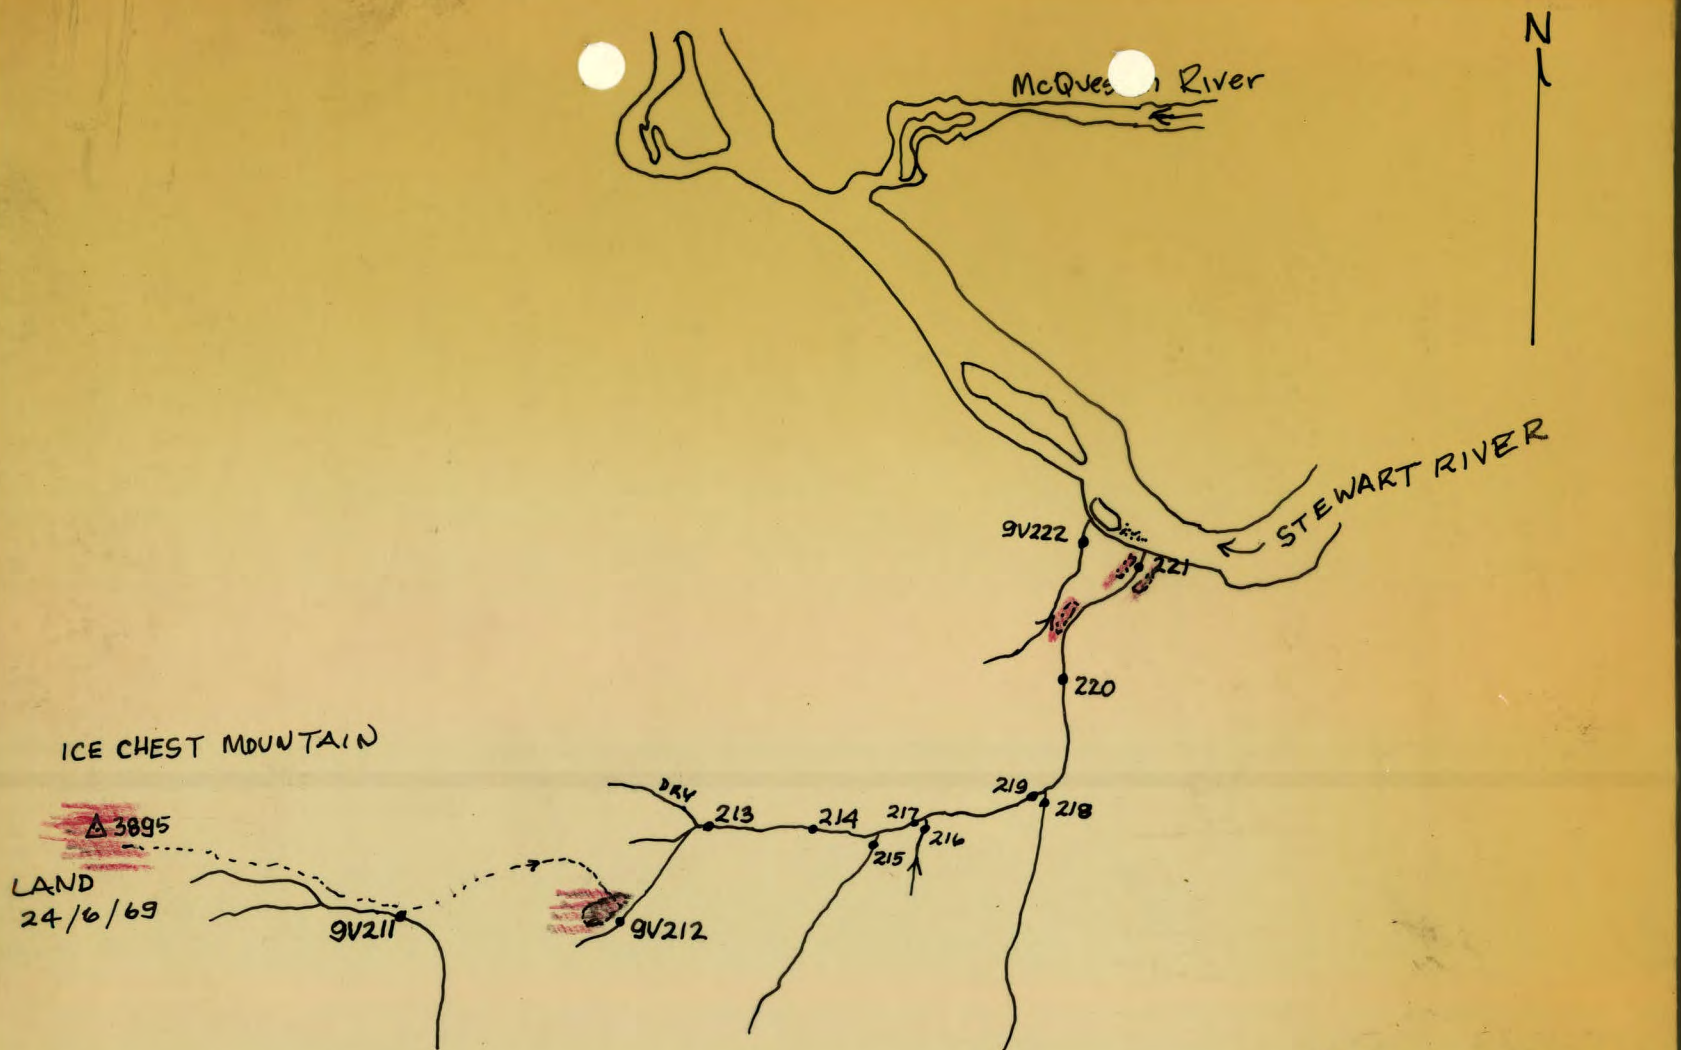 N
McQues n River
STEWART RIVER
9V222
221
220
ICE CHEST MOUNTAIN
DRY
219
218
213
214
217
216
215
3895
LAND
24/6/69
9V211
9V212